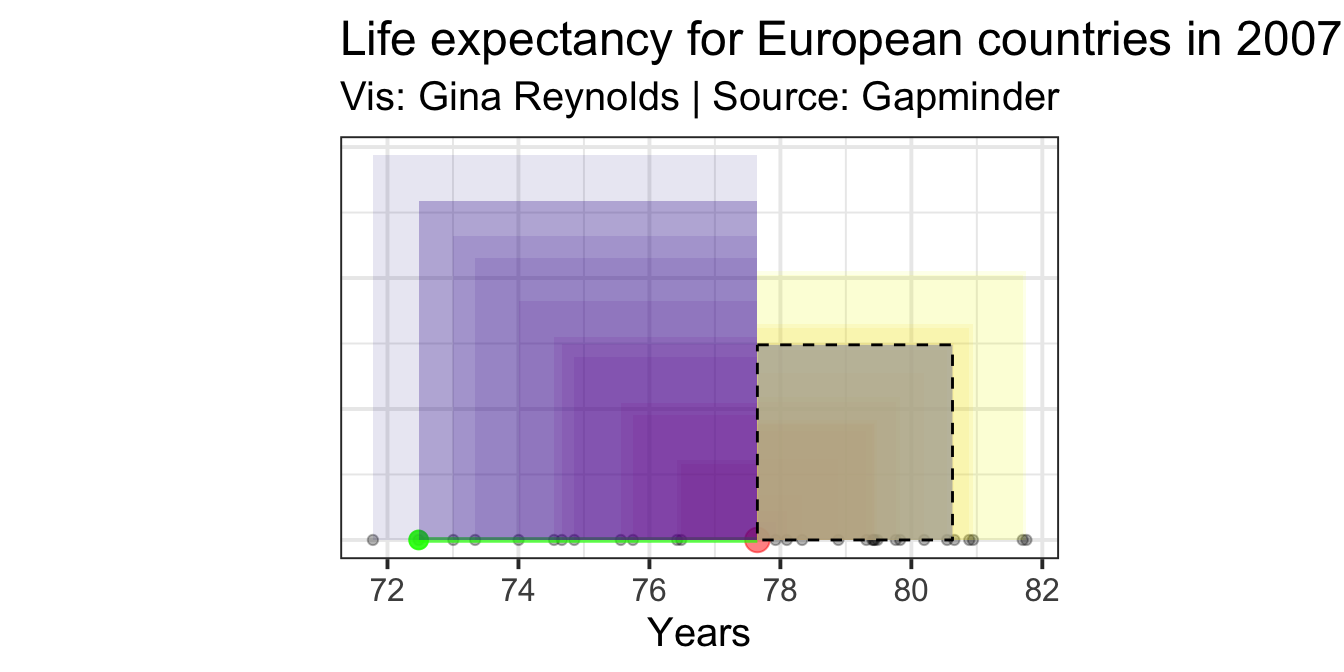 Life expectancy for European countries in 2007
Vis: Gina Reynolds | Source: Gapminder
72 74 76 78 80 82
Years